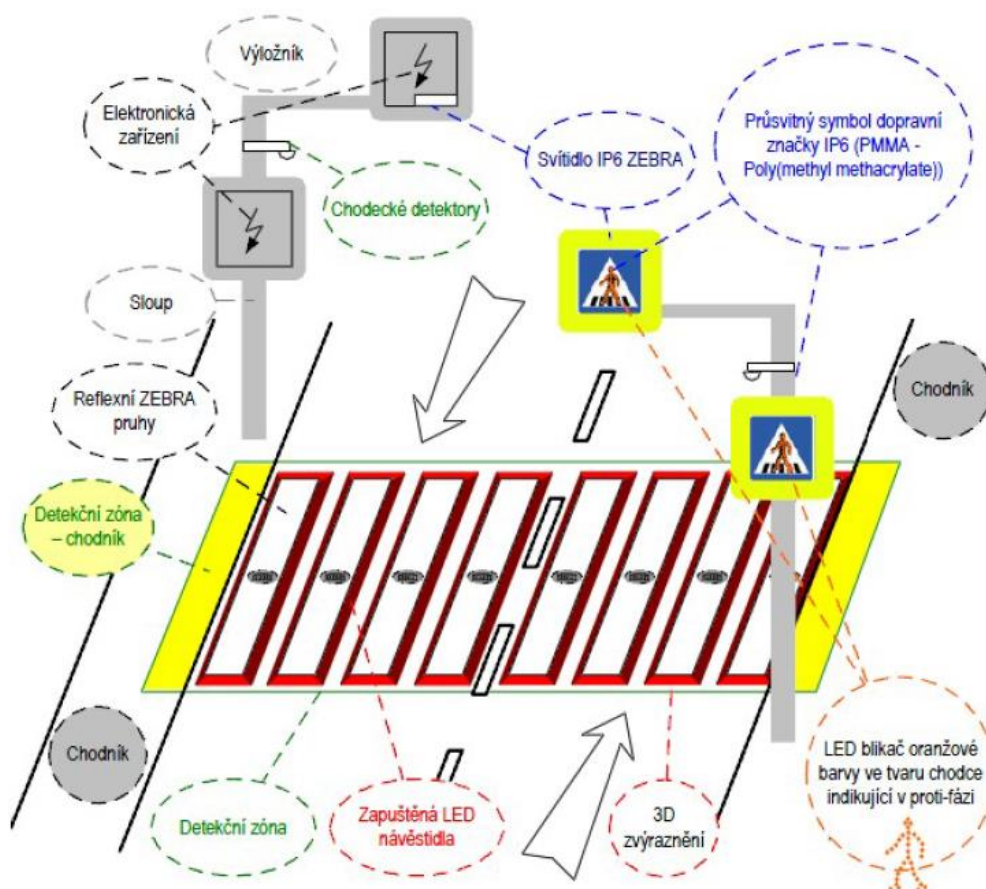 Výložník
Elektronická
zařízení
Svítidlo IP6 ZEBRA
Průsvitný symbol dopravní
značky IP6 (PMMA -
Poly(methyl methacrylate))
Chodecké detektory
Sloup
Reflexní ZEBRA
pruhy
Chodník
Detekční zóna
– chodník
Chodník
Detekční zóna
Zapuštěná LED
návěstidla
3D
zvýraznění
LED blikač oranžové
barvy ve tvaru chodce
indikující v proti-fázi